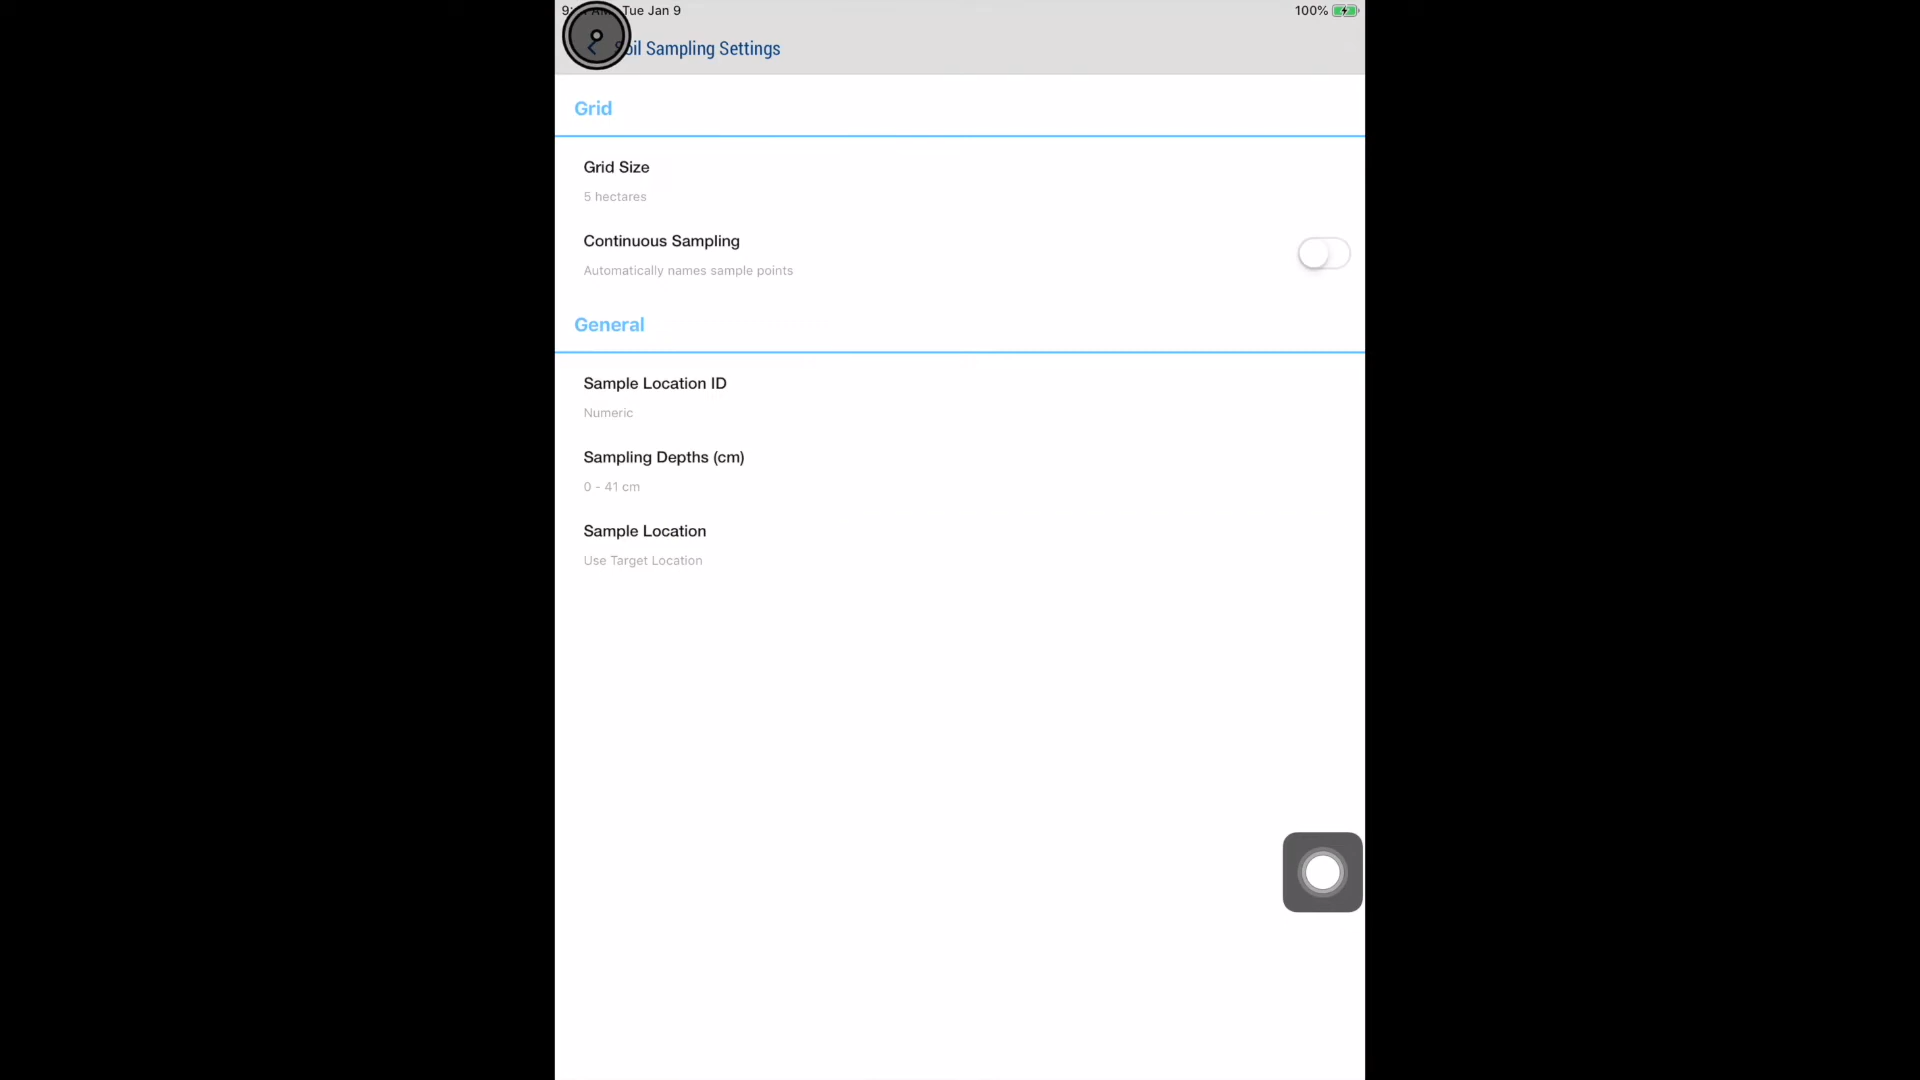 Tue Jan 9
100%
Sampling Settings
Grid
Grid Size
5 hectares
Continuous Sampling
Automatically names sample points
General
Sample Location ID
Numeric
Sampling Depths (cm)
0 - 41 cm
Sample Location
Use Target Location